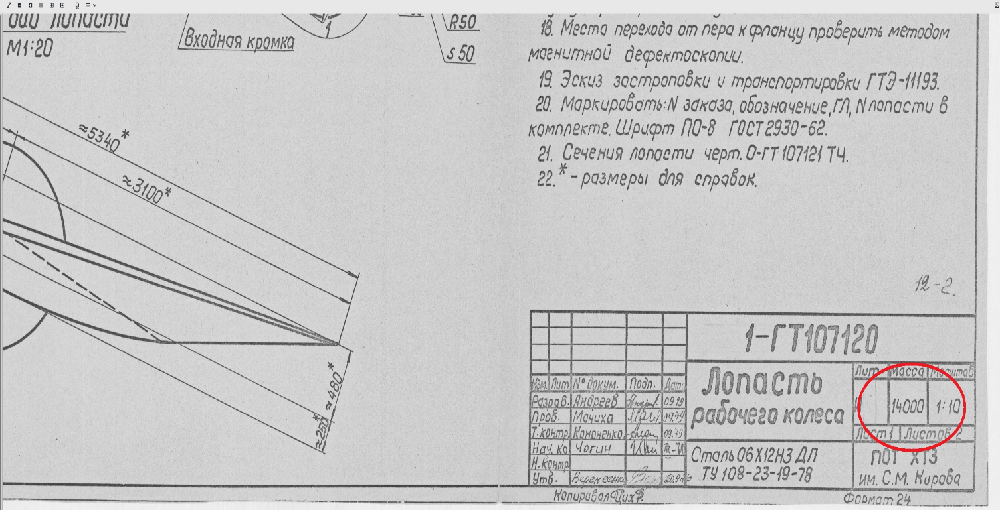 лопасти
М1:20
Входная кромка
1
R50
S 50
18. Места перехода от пера к фланцу проверить методом
магнитной дефектоскопии.
19. Эскиз застроповки и транспортировки ГТЭ-11193.
20. Маркировать: N заказа, обозначение, ГЛ, N лопасти в
комплекте. Шрифт ПО-8 ГОСТ 2930-62.
21. Сечения лопасти черт. О-ГТ 107121 ТЧ.
22.* - размеры для справок.
≈5340*
≈3100*
≈480*
≈250*
12-2.
1-ГТ107120
Лопасть
рабочего колеса
Лит. Масса Масштаб
И 14000 1:10
Лист 1 Листов 2
Изм. Лит № докум. Подп. Дата
Разраб. Андреев 09.79
Пров. Мочиха 09.79
Т.контр. Кононенко 09.79
Нач. Ко Чогин
Н.контр
Утв.
Сталь 06Х12Н3 ДЛ
ТУ 108-23-19-78
ПОТ ХТЗ
им. С.М. Кирова
Копировал
Формат 24